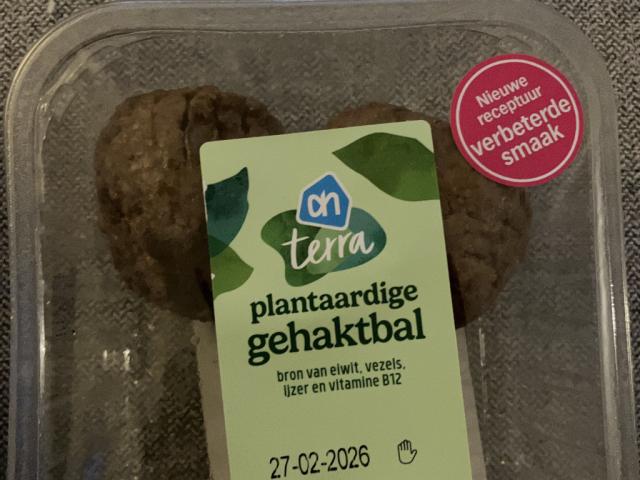 Nieuwe
receptuur
verbeterde
smaak
ah
terra
plantaardige
gehaktbal
bron van eiwit, vezels,
ijzer en vitamine B12
27-02-2026